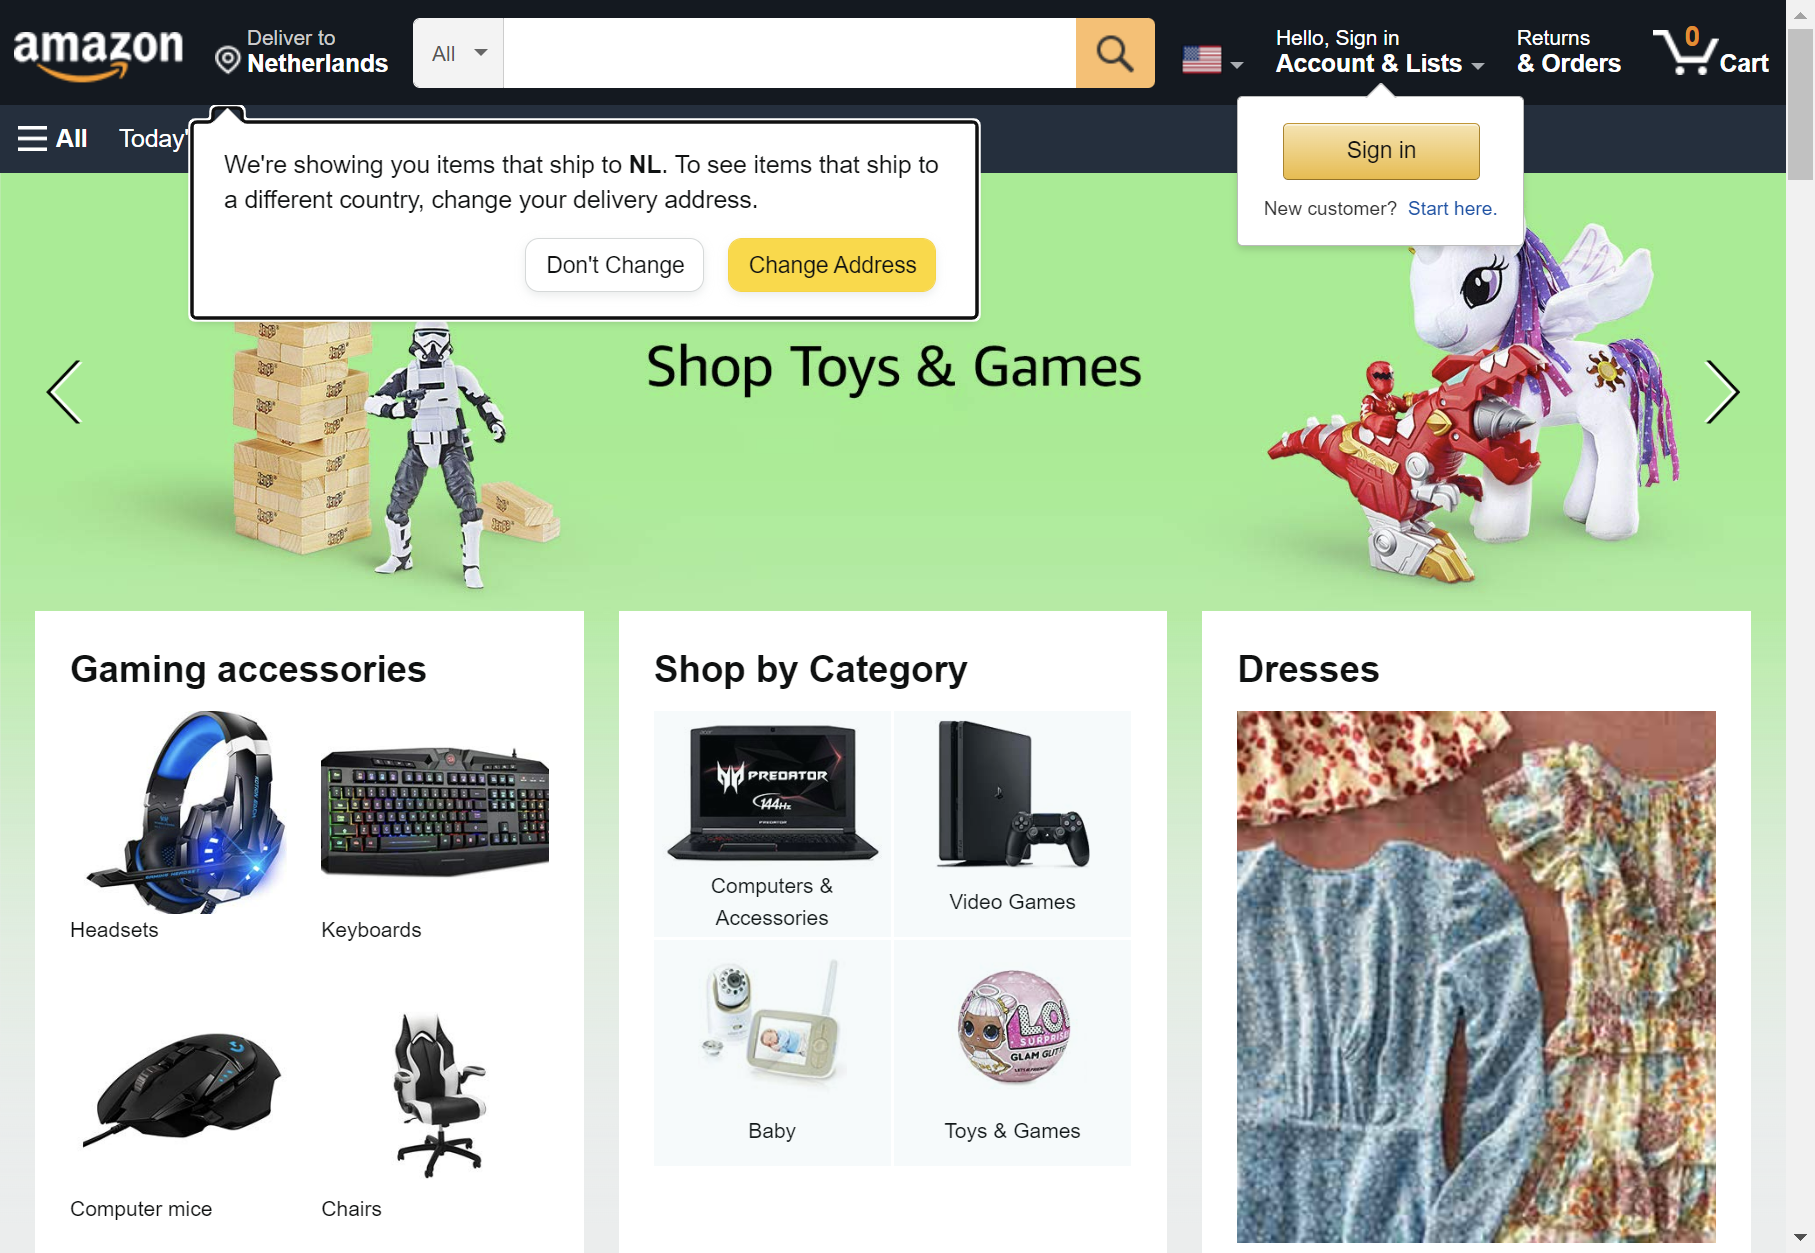 amazon
Deliver to
Netherlands
All
Hello, Sign in
Account & Lists
Returns
& Orders
0
Cart
All
Today'
We're showing you items that ship to NL. To see items that ship to
a different country, change your delivery address.
Don't Change
Change Address
Sign in
New customer? Start here.
Shop Toys & Games
Gaming accessories
Headsets
Keyboards
Computer mice
Chairs
Shop by Category
PREDATOR
144Hz
PREDATOR
Computers &
Accessories
Video Games
Baby
LOL
SURPRISE
GLAM GLITT
Toys & Games
Dresses